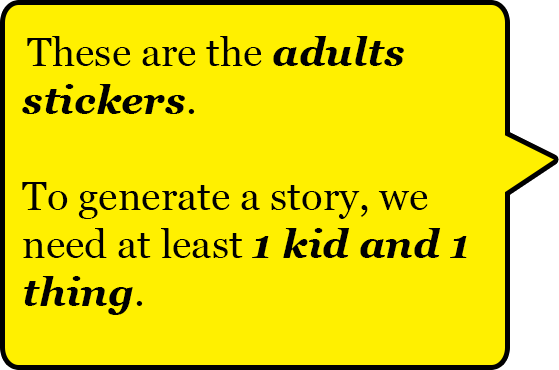 These are the adults
stickers.
To generate a story, we
need at least 1 kid and 1
thing.